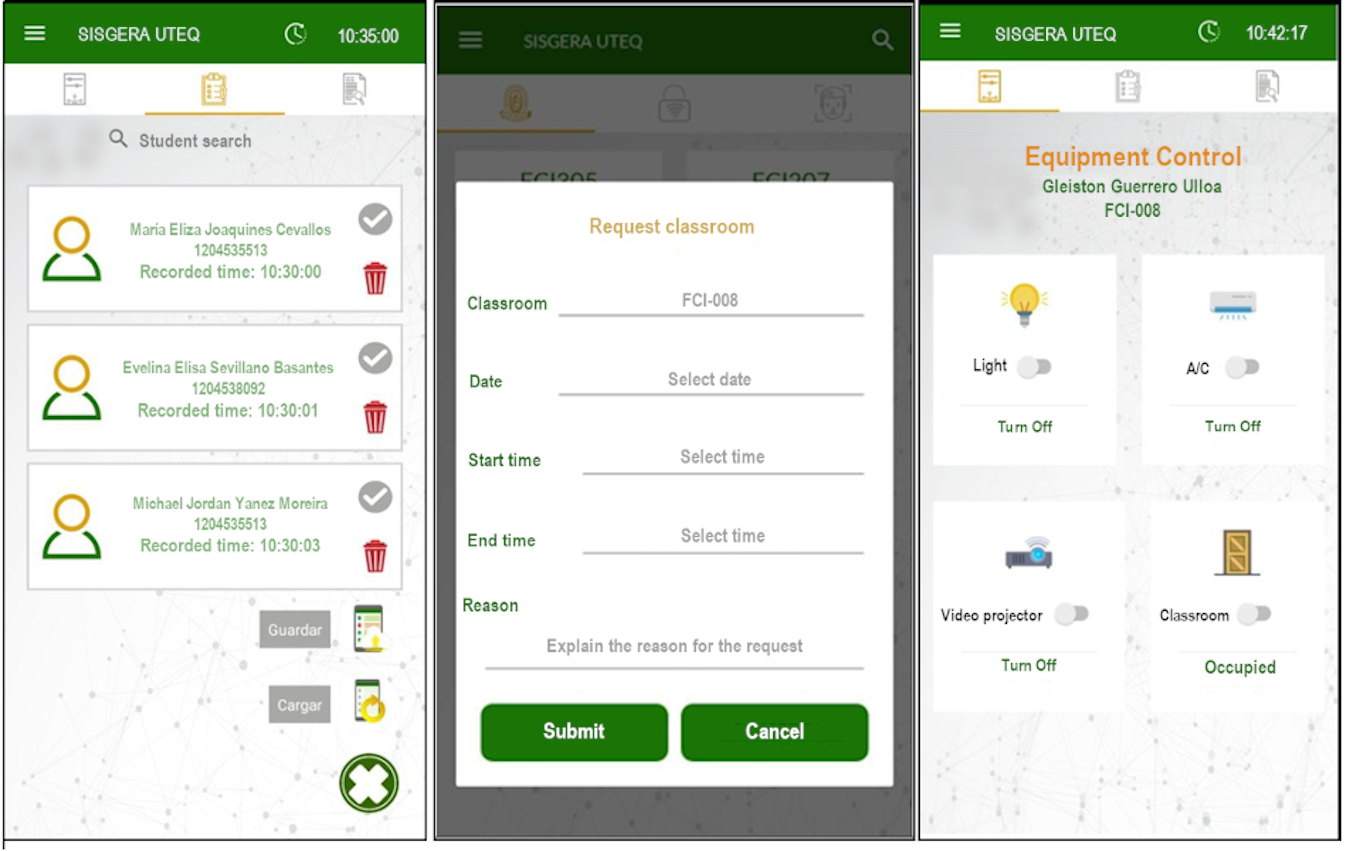 SISGERA UTEQ
10:35:00
Student search
Maria Eliza Joaquines Cevallos
1204535513
Recorded time: 10:30:00
Evelina Elisa Sevillano Basantes
1204538092
Recorded time: 10:30:01
Michael Jordan Yanez Moreira
1204535513
Recorded time: 10:30:03
Guardar
Cargar
SISGERA UTEQ
FCI305
FCI207
Request classroom
Classroom
FCI-008
Date
Select date
Start time
Select time
End time
Select time
Reason
Explain the reason for the request
Submit
Cancel
SISGERA UTEQ
10:42:17
Equipment Control
Gleiston Guerrero Ulloa
FCI-008
Light
A/C
Turn Off
Turn Off
Video projector
Classroom
Turn Off
Occupied